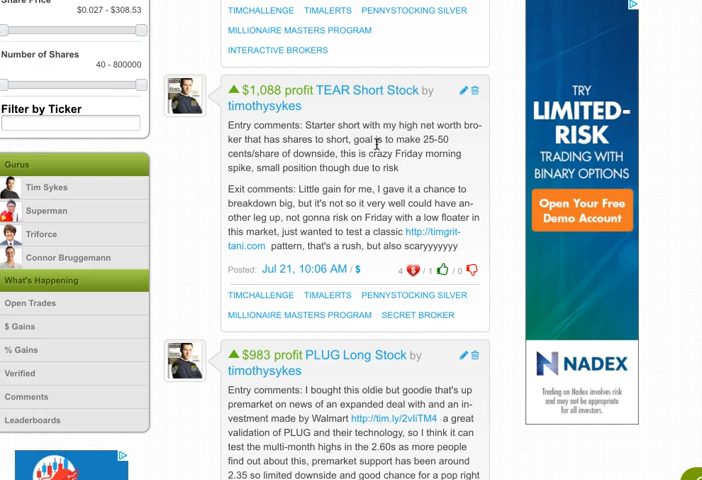 Share Price
$0.027 - $308.53
Number of Shares
40 - 800000
Filter by Ticker
Gurus
Tim Sykes
Superman
Triforce
Connor Bruggemann
What's Happening
Open Trades
$ Gains
% Gains
Verified
Comments
Leaderboards
TIMCHALLENGE TIMALERTS PENNYSTOCKING SILVER
MILLIONAIRE MASTERS PROGRAM
INTERACTIVE BROKERS
$1,088 profit TEAR Short Stock by
timothysykes
Entry comments: Starter short with my high net worth bro-
ker that has shares to short, goal is to make 25-50
cents/share of downside, this is crazy Friday morning
spike, small position though due to risk
Exit comments: Little gain for me, I gave it a chance to
breakdown big, but it's not so it very well could have an-
other leg up, not gonna risk on Friday with a low floater in
this market, just wanted to test a classic http://timgrit-
tani.com pattern, that's a rush, but also scaryyyyyyy
Posted: Jul 21, 10:06 AM / $
4 / 1 / 0
TIMCHALLENGE TIMALERTS PENNYSTOCKING SILVER
MILLIONAIRE MASTERS PROGRAM SECRET BROKER
$983 profit PLUG Long Stock by
timothysykes
Entry comments: I bought this oldie but goodie that's up
premarket on news of an expanded deal with and an in-
vestment made by Walmart http://tim.ly/2vIiTM4 a great
validation of PLUG and their technology, so I think it can
test the multi-month highs in the 2.60s as more people
find out about this, premarket support has been around
2.35 so limited downside and good chance for a pop right
TRY
LIMITED-
RISK
TRADING WITH
BINARY OPTIONS
Open Your Free
Demo Account
NADEX
Trading on Nadex involves risk
and may not be appropriate
for all investors.